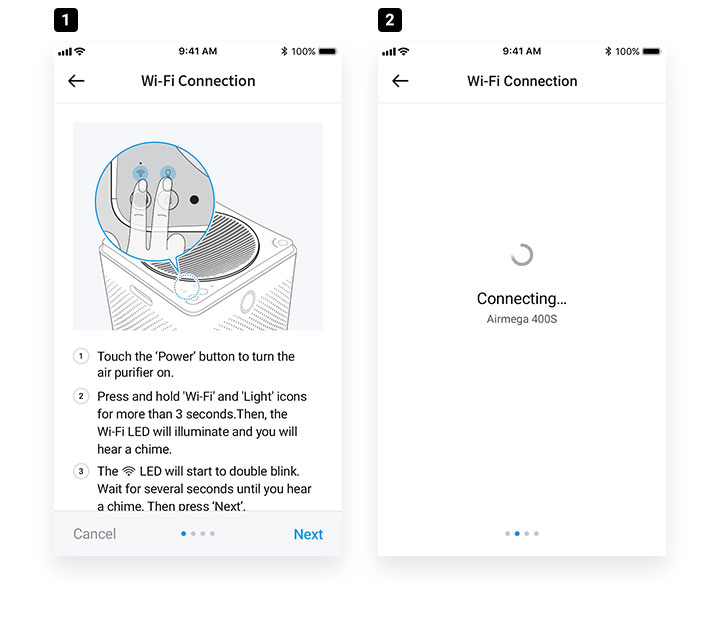 1
9:41 AM
100%
Wi-Fi Connection
1
Touch the ‘Power’ button to turn the
air purifier on.
2
Press and hold 'Wi-Fi' and 'Light' icons
for more than 3 seconds.Then, the
Wi-Fi LED will illuminate and you will
hear a chime.
3
The LED will start to double blink.
Wait for several seconds until you hear
a chime. Then press ‘Next’.
Cancel
Next
2
9:41 AM
100%
Wi-Fi Connection
Connecting...
Airmega 400S